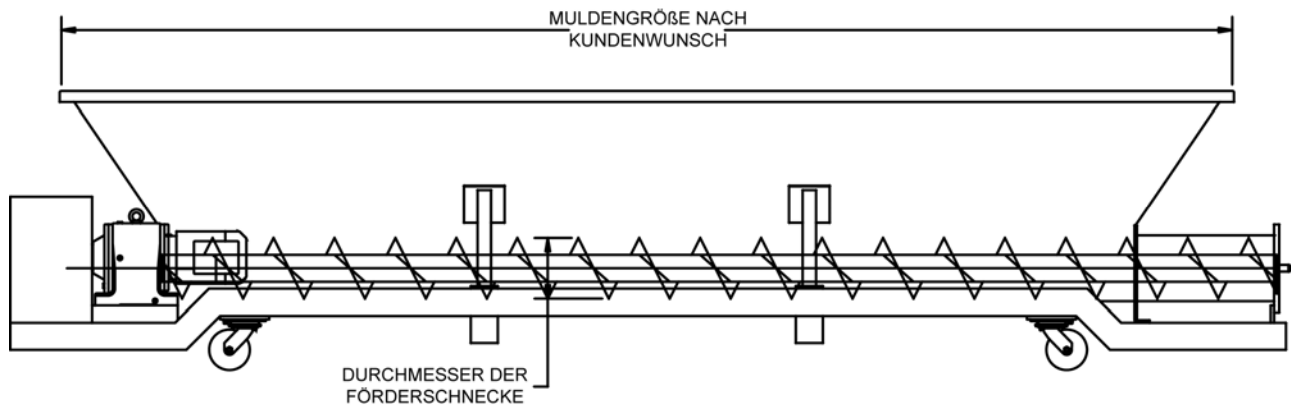 MULDENGRÖßE NACH
KUNDENWUNSCH
DURCHMESSER DER
FÖRDERSCHNECKE